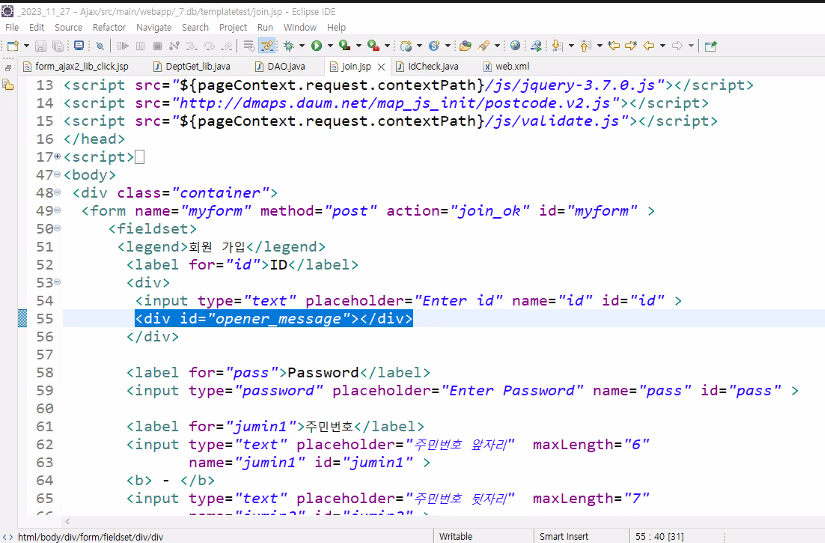 _2023_11_27 - Ajax/src/main/webapp/_7.db/templatetest/join.jsp - Eclipse IDE
File Edit Source Refactor Navigate Search Project Run Window Help
form_ajax2_lib_click.jsp DeptGet_lib.java DAO.java join.jsp IdCheck.java web.xml
13 <script src="${pageContext.request.contextPath}/js/jquery-3.7.0.js"></script>
14 <script src="http://dmaps.daum.net/map_js_init/postcode.v2.js"></script>
15 <script src="${pageContext.request.contextPath}/js/validate.js"></script>
16 </head>
17 <script>
47 <body>
48 <div class="container">
49 <form name="myform" method="post" action="join_ok" id="myform" >
50 <fieldset>
51 <legend>회원 가입</legend>
52 <label for="id">ID</label>
53 <div>
54 <input type="text" placeholder="Enter id" name="id" id="id" >
55 <div id="opener_message"></div>
56 </div>
57
58 <label for="pass">Password</label>
59 <input type="password" placeholder="Enter Password" name="pass" id="pass" >
60
61 <label for="jumin1">주민번호</label>
62 <input type="text" placeholder="주민번호 앞자리" maxLength="6"
63 name="jumin1" id="jumin1" >
64 <b> - </b>
65 <input type="text" placeholder="주민번호 뒷자리" maxLength="7"
html/body/div/form/fieldset/div/div Writable Smart Insert 55 : 40 [31]